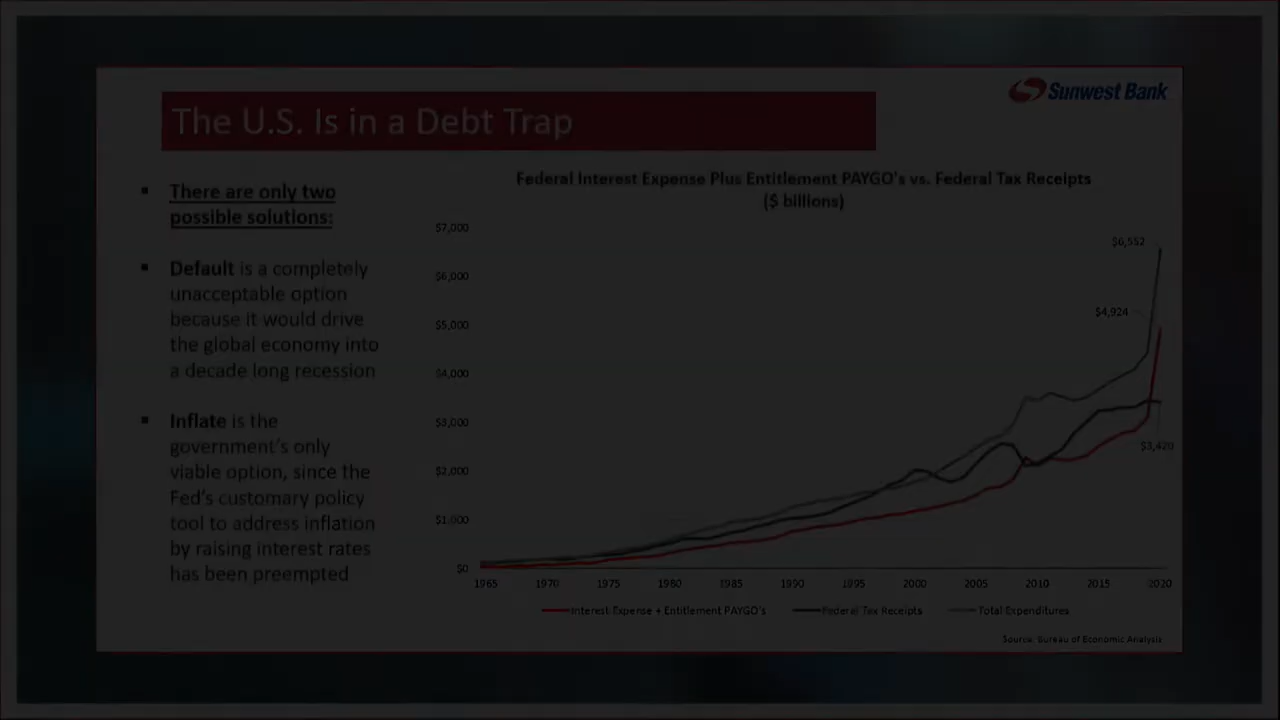 The U.S. Is in a Debt Trap
Sunwest Bank
▪ There are only two
possible solutions:
▪ Default is a completely
unacceptable option
because it would drive
the global economy into
a decade long recession
▪ Inflate is the
government's only
viable option, since the
Fed's customary policy
tool to address inflation
by raising interest rates
has been preempted
Federal Interest Expense Plus Entitlement PAYGO's vs. Federal Tax Receipts
($ billions)
$7,000
$6,000
$5,000
$4,000
$3,000
$2,000
$1,000
$0
$6,552
$4,924
$3,420
1965 1970 1975 1980 1985 1990 1995 2000 2005 2010 2015 2020
Interest Expense + Entitlement PAYGO's Federal Tax Receipts Total Expenditures
Source: Bureau of Economic Analysis